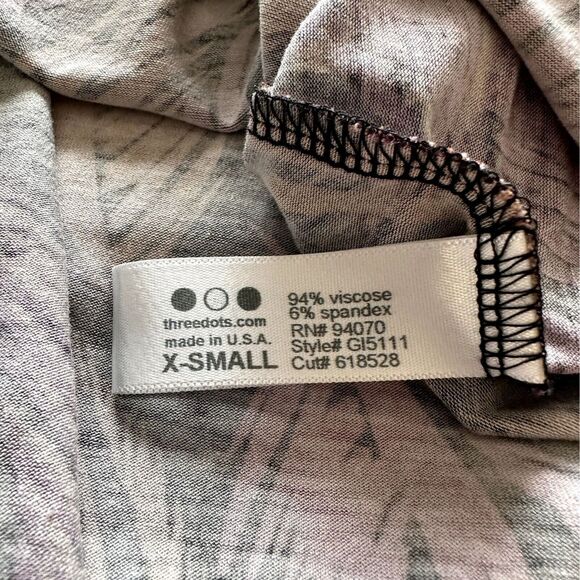 threedots.com
made in U.S.A.
X-SMALL
94% viscose
6% spandex
RN# 94070
Style# GI5111
Cut# 618528